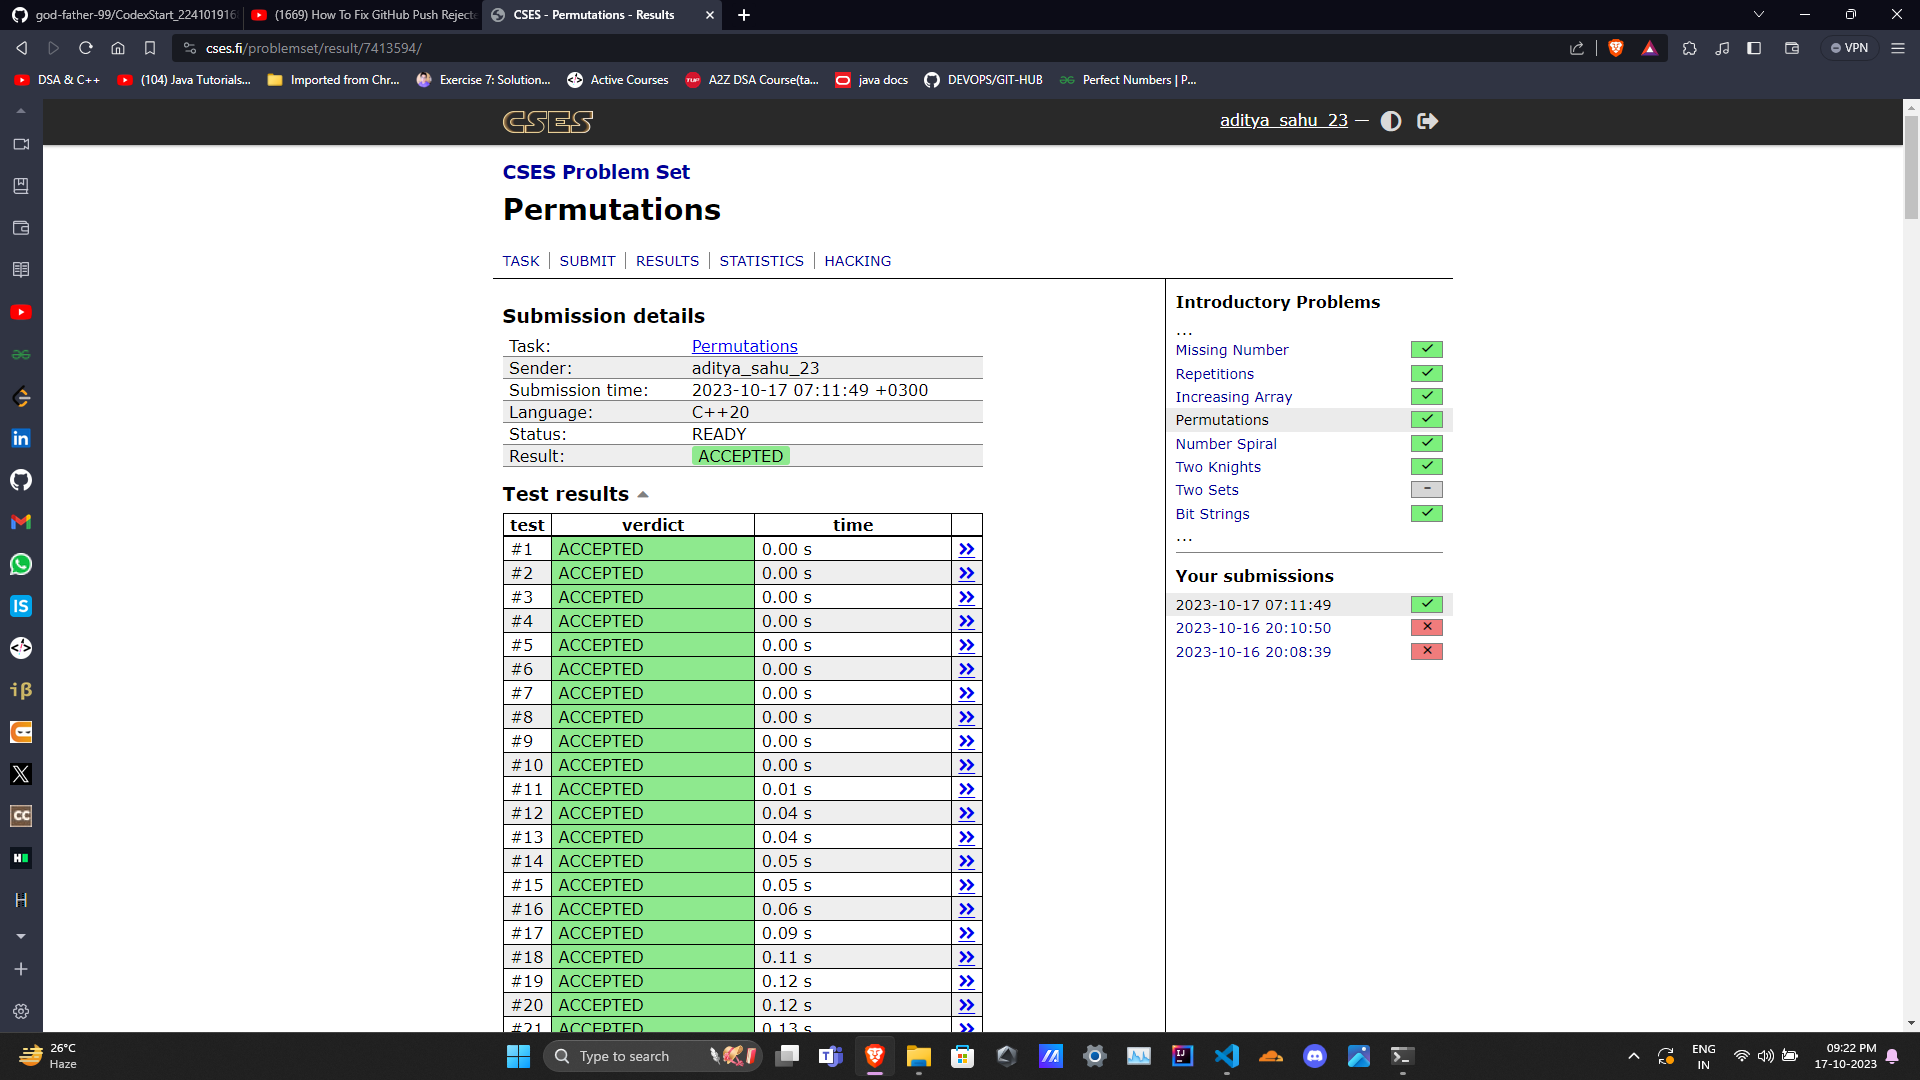 god-father-99/CodexStart_224101916
(1669) How To Fix GitHub Push Rejecte
CSES - Permutations - Results
cses.fi/problemset/result/7413594/
VPN
DSA & C++
(104) Java Tutorials...
Imported from Chr...
Exercise 7: Solution...
Active Courses
A2Z DSA Course(ta...
java docs
DEVOPS/GIT-HUB
Perfect Numbers | P...
CSES
aditya_sahu_23 —
CSES Problem Set
Permutations
TASK | SUBMIT | RESULTS | STATISTICS | HACKING
Submission details
Task: Permutations
Sender: aditya_sahu_23
Submission time: 2023-10-17 07:11:49 +0300
Language: C++20
Status: READY
Result: ACCEPTED
Test results
test verdict time
#1 ACCEPTED 0.00 s »
#2 ACCEPTED 0.00 s »
#3 ACCEPTED 0.00 s »
#4 ACCEPTED 0.00 s »
#5 ACCEPTED 0.00 s »
#6 ACCEPTED 0.00 s »
#7 ACCEPTED 0.00 s »
#8 ACCEPTED 0.00 s »
#9 ACCEPTED 0.00 s »
#10 ACCEPTED 0.00 s »
#11 ACCEPTED 0.01 s »
#12 ACCEPTED 0.04 s »
#13 ACCEPTED 0.04 s »
#14 ACCEPTED 0.05 s »
#15 ACCEPTED 0.05 s »
#16 ACCEPTED 0.06 s »
#17 ACCEPTED 0.09 s »
#18 ACCEPTED 0.11 s »
#19 ACCEPTED 0.12 s »
#20 ACCEPTED 0.12 s »
#21 ACCEPTED 0.13 s »
Introductory Problems
...
Missing Number
Repetitions
Increasing Array
Permutations
Number Spiral
Two Knights
Two Sets –
Bit Strings
...
Your submissions
2023-10-17 07:11:49
2023-10-16 20:10:50
2023-10-16 20:08:39
in
IS
iβ
CC
H
H
26°C
Haze
Type to search
ENG
IN
09:22 PM
17-10-2023